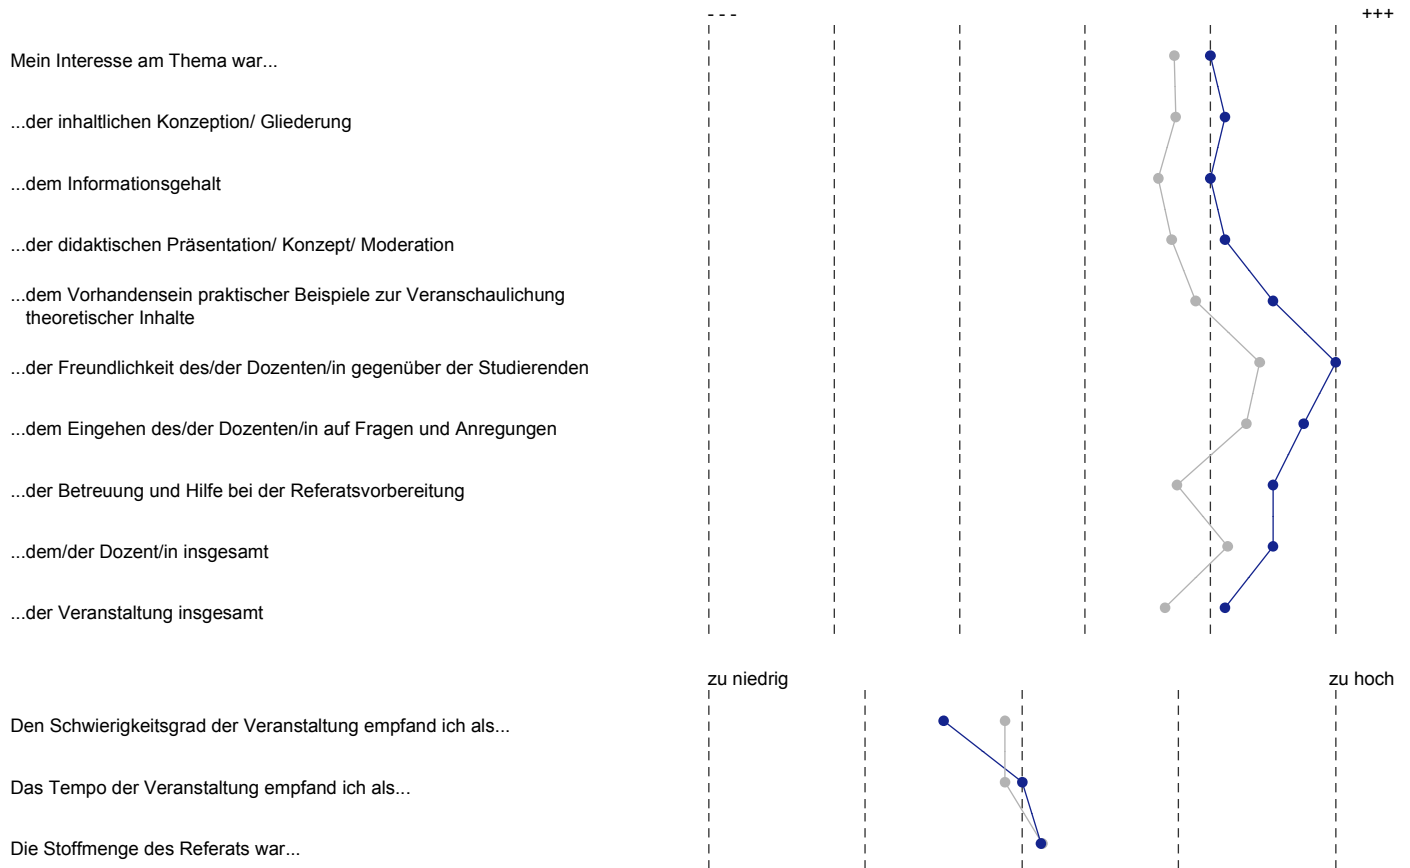 - - -
+++
Mein Interesse am Thema war...
...der inhaltlichen Konzeption/ Gliederung
...dem Informationsgehalt
...der didaktischen Präsentation/ Konzept/ Moderation
...dem Vorhandensein praktischer Beispiele zur Veranschaulichung
theoretischer Inhalte
...der Freundlichkeit des/der Dozenten/in gegenüber der Studierenden
...dem Eingehen des/der Dozenten/in auf Fragen und Anregungen
...der Betreuung und Hilfe bei der Referatsvorbereitung
...dem/der Dozent/in insgesamt
...der Veranstaltung insgesamt
zu niedrig
zu hoch
Den Schwierigkeitsgrad der Veranstaltung empfand ich als...
Das Tempo der Veranstaltung empfand ich als...
Die Stoffmenge des Referats war...